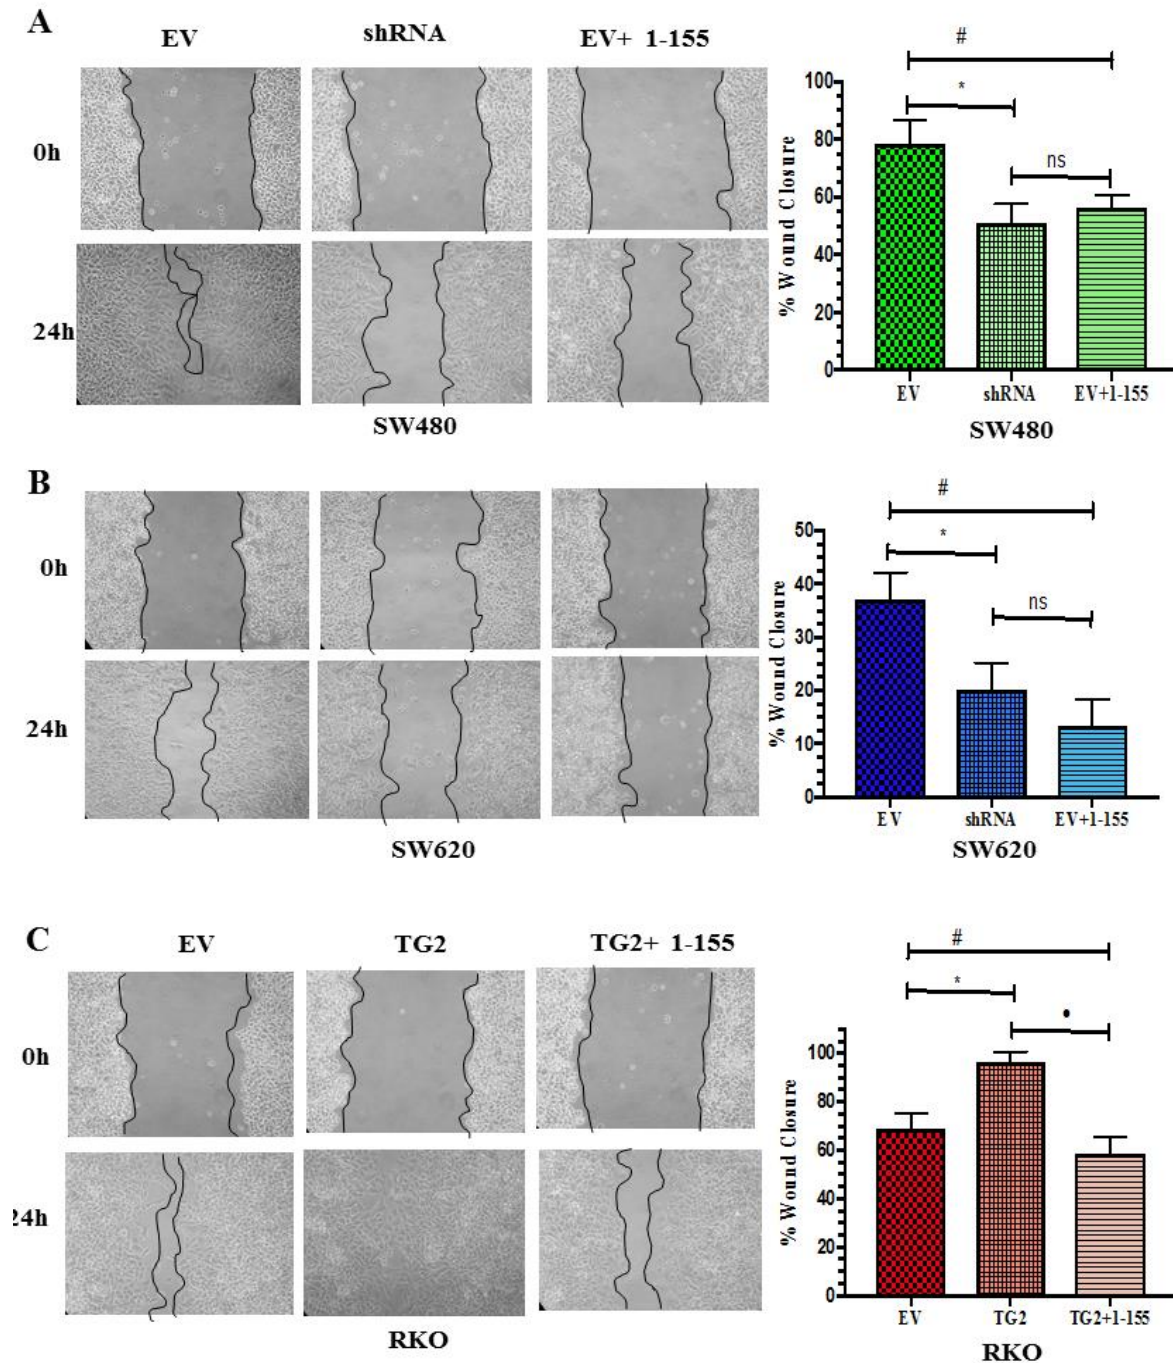 A
EV
shRNA
EV+ 1-155
0h
24h
SW480
#
*
ns
% Wound Closure
100
80
60
40
20
0
EV
shRNA
EV+1-155
SW480
B
0h
24h
SW620
#
*
ns
% Wound Closure
50
40
30
20
10
0
EV
shRNA
EV+1-155
SW620
C
EV
TG2
TG2+ 1-155
0h
24h
RKO
#
*
•
% Wound Closure
100
80
60
40
20
0
EV
TG2
TG2+1-155
RKO